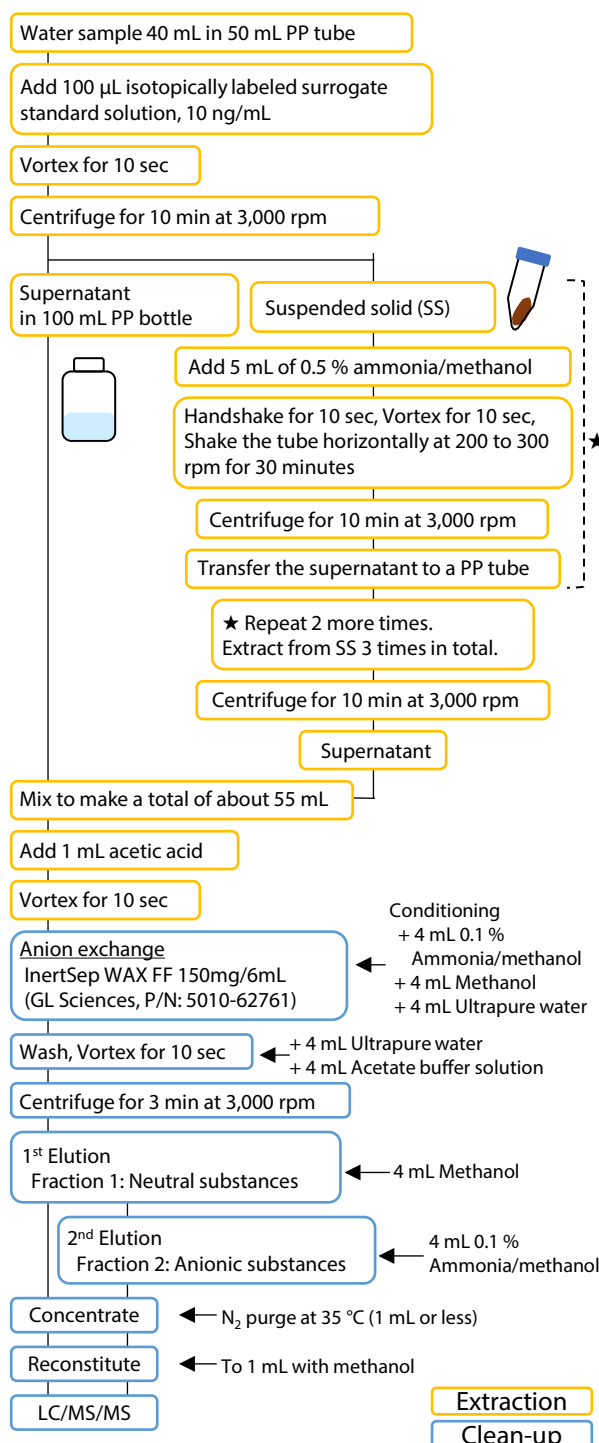 Water sample 40 mL in 50 mL PP tube
Add 100 µL isotopically labeled surrogate
standard solution, 10 ng/mL
Vortex for 10 sec
Centrifuge for 10 min at 3,000 rpm
Supernatant
in 100 mL PP bottle
Suspended solid (SS)
Add 5 mL of 0.5 % ammonia/methanol
Handshake for 10 sec, Vortex for 10 sec,
Shake the tube horizontally at 200 to 300
rpm for 30 minutes
★
Centrifuge for 10 min at 3,000 rpm
Transfer the supernatant to a PP tube
★ Repeat 2 more times.
Extract from SS 3 times in total.
Centrifuge for 10 min at 3,000 rpm
Supernatant
Mix to make a total of about 55 mL
Add 1 mL acetic acid
Vortex for 10 sec
Anion exchange
InertSep WAX FF 150mg/6mL
(GL Sciences, P/N: 5010-62761)
Conditioning
+ 4 mL 0.1 %
Ammonia/methanol
+ 4 mL Methanol
+ 4 mL Ultrapure water
Wash, Vortex for 10 sec
+ 4 mL Ultrapure water
+ 4 mL Acetate buffer solution
Centrifuge for 3 min at 3,000 rpm
1st Elution
Fraction 1: Neutral substances
4 mL Methanol
2nd Elution
Fraction 2: Anionic substances
4 mL 0.1 %
Ammonia/methanol
Concentrate
N2 purge at 35 °C (1 mL or less)
Reconstitute
To 1 mL with methanol
LC/MS/MS
Extraction
Clean-up